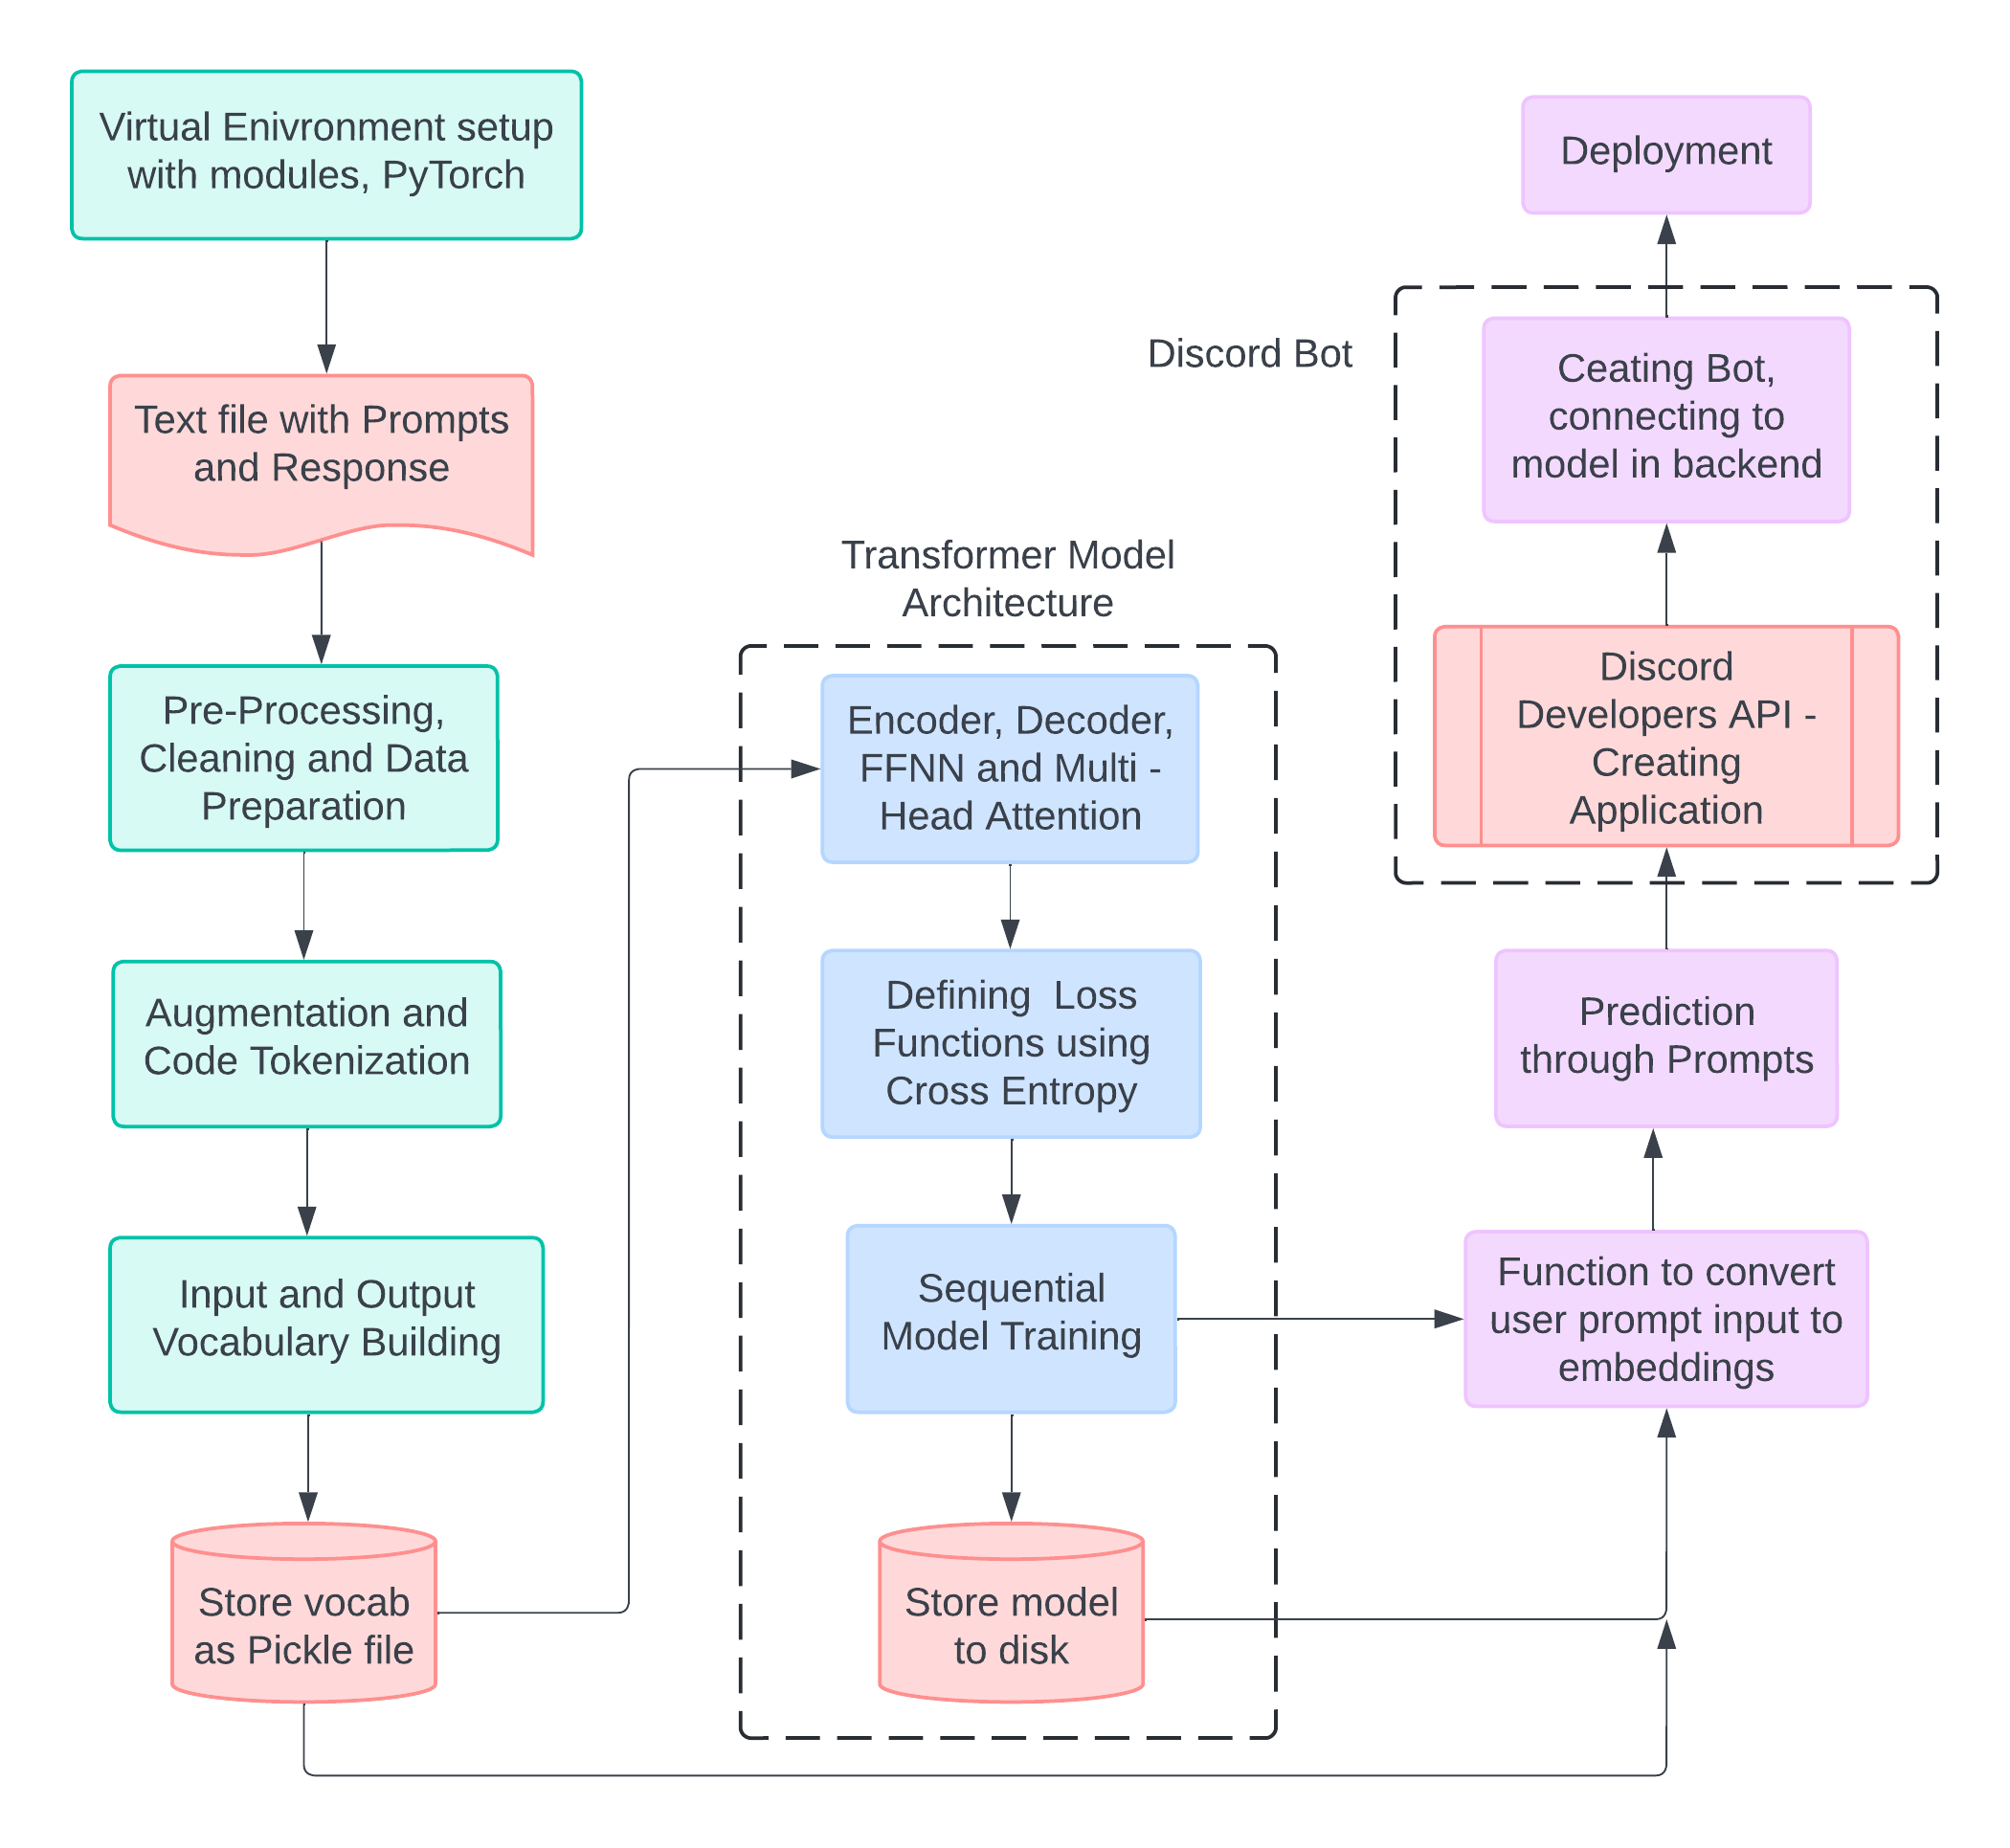 Virtual Enivronment setup
with modules, PyTorch
Text file with Prompts
and Response
Pre-Processing,
Cleaning and Data
Preparation
Augmentation and
Code Tokenization
Input and Output
Vocabulary Building
Store vocab
as Pickle file
Transformer Model
Architecture
Encoder, Decoder,
FFNN and Multi -
Head Attention
Defining  Loss
Functions using
Cross Entropy
Sequential
Model Training
Store model
to disk
Deployment
Discord Bot
Ceating Bot,
connecting to
model in backend
Discord
Developers API -
Creating
Application
Prediction
through Prompts
Function to convert
user prompt input to
embeddings